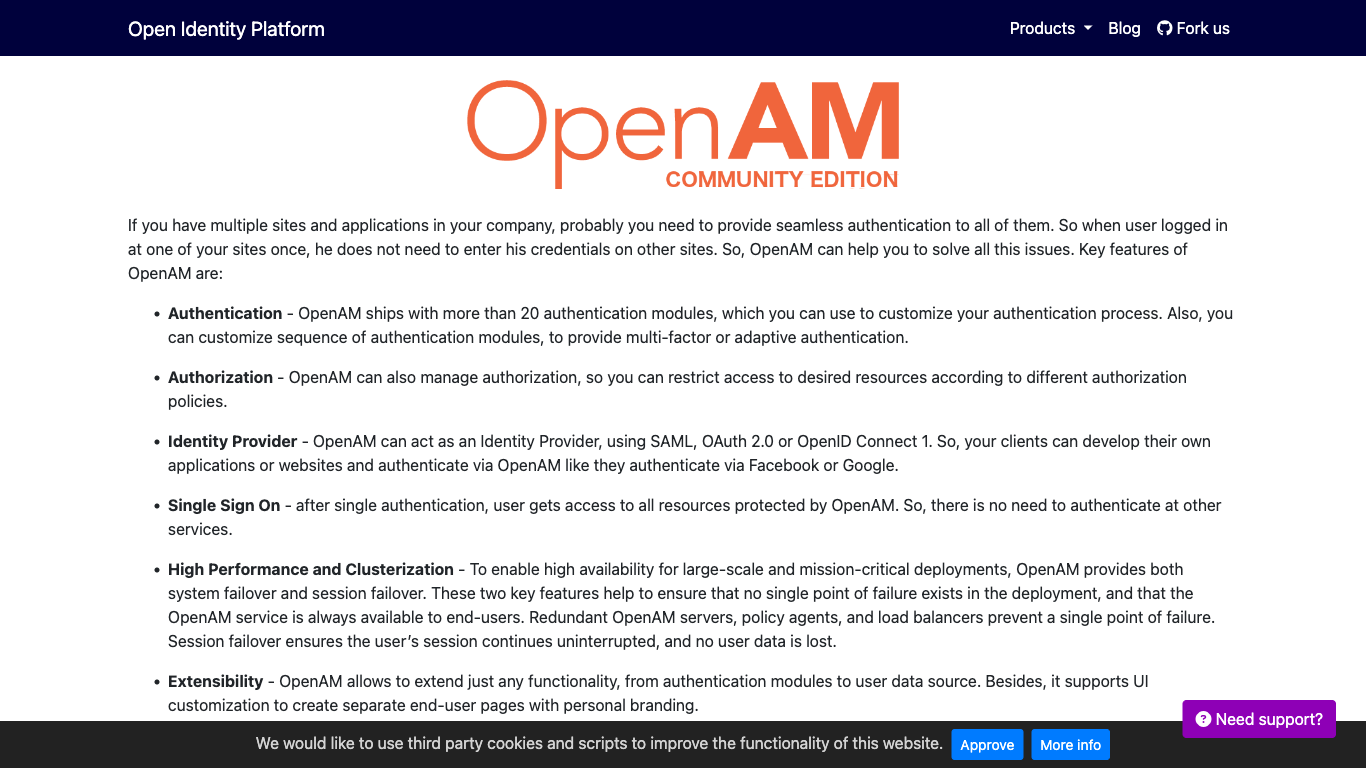 Open Identity Platform
Products
Blog
Fork us
OpenAM
COMMUNITY EDITION
If you have multiple sites and applications in your company, probably you need to provide seamless authentication to all of them. So when user logged in
at one of your sites once, he does not need to enter his credentials on other sites. So, OpenAM can help you to solve all this issues. Key features of
OpenAM are:
• Authentication - OpenAM ships with more than 20 authentication modules, which you can use to customize your authentication process. Also, you
can customize sequence of authentication modules, to provide multi-factor or adaptive authentication.
• Authorization - OpenAM can also manage authorization, so you can restrict access to desired resources according to different authorization
policies.
• Identity Provider - OpenAM can act as an Identity Provider, using SAML, OAuth 2.0 or OpenID Connect 1. So, your clients can develop their own
applications or websites and authenticate via OpenAM like they authenticate via Facebook or Google.
• Single Sign On - after single authentication, user gets access to all resources protected by OpenAM. So, there is no need to authenticate at other
services.
• High Performance and Clusterization - To enable high availability for large-scale and mission-critical deployments, OpenAM provides both
system failover and session failover. These two key features help to ensure that no single point of failure exists in the deployment, and that the
OpenAM service is always available to end-users. Redundant OpenAM servers, policy agents, and load balancers prevent a single point of failure.
Session failover ensures the user's session continues uninterrupted, and no user data is lost.
• Extensibility - OpenAM allows to extend just any functionality, from authentication modules to user data source. Besides, it supports UI
customization to create separate end-user pages with personal branding.
Need support?
We would like to use third party cookies and scripts to improve the functionality of this website.
Approve
More info